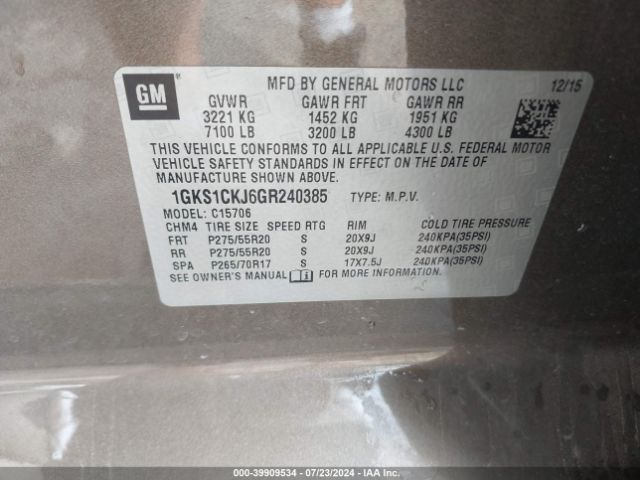 GM
MFD BY GENERAL MOTORS LLC 12/15
GVWR GAWR FRT GAWR RR
3221 KG 1452 KG 1951 KG
7100 LB 3200 LB 4300 LB
THIS VEHICLE CONFORMS TO ALL APPLICABLE U.S. FEDERAL MOTOR
VEHICLE SAFETY STANDARDS IN EFFECT ON THE DATE OF
MANUFACTURE SHOWN ABOVE.
1GKS1CKJ6GR240385 TYPE: M.P.V.
MODEL: C15706
CHM4 TIRE SIZE SPEED RTG RIM COLD TIRE PRESSURE
FRT P275/55R20 S 20X9J 240KPA(35PSI)
RR P275/55R20 S 20X9J 240KPA(35PSI)
SPA P265/70R17 S 17X7.5J 240KPA(35PSI)
SEE OWNER'S MANUAL FOR MORE INFORMATION.
000-39909534 - 07/23/2024 - IAA Inc.